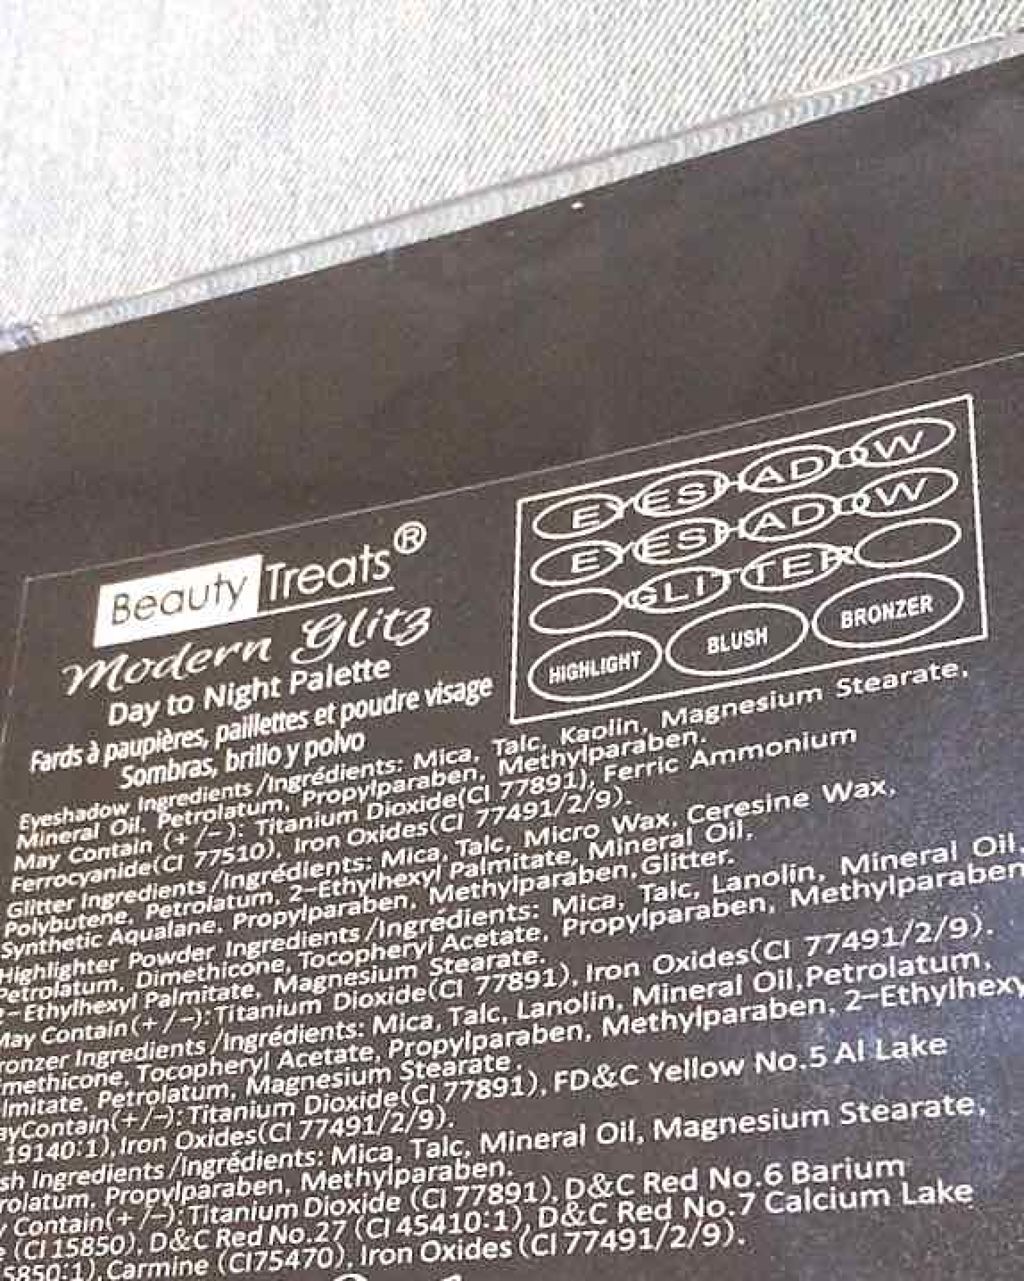 Beauty Treats®
Modern Glitz
Day to Night Palette
Fards à paupières, paillettes et poudre visage
Sombras, brillo y polvo
EYESHADOW
EYESHADOW
GLITTER
HIGHLIGHT BLUSH BRONZER
Eyeshadow Ingredients/Ingrédients: Mica, Talc, Kaolin, Magnesium Stearate,
Mineral Oil, Petrolatum, Propylparaben, Methylparaben.
May Contain (+/-): Titanium Dioxide(CI 77891), Ferric Ammonium
Ferrocyanide(CI 77510), Iron Oxides(CI 77491/2/9).
Glitter Ingredients/Ingrédients: Mica, Talc, Micro Wax, Ceresine Wax,
Polybutene, Petrolatum, 2-Ethylhexyl Palmitate, Mineral Oil,
Synthetic Aqualane, Propylparaben, Methylparaben, Glitter.
Highlighter Powder Ingredients/Ingrédients: Mica, Talc, Lanolin, Mineral Oil,
Petrolatum, Dimethicone, Tocopheryl Acetate, Propylparaben, Methylparaben
2-Ethylhexyl Palmitate, Magnesium Stearate.
May Contain(+/-): Titanium Dioxide(CI 77891), Iron Oxides(CI 77491/2/9).
ronzer Ingredients/Ingrédients: Mica, Talc, Lanolin, Mineral Oil, Petrolatum,
methicone, Tocopheryl Acetate, Propylparaben, Methylparaben, 2-Ethylhexy
lmitate, Petrolatum, Magnesium Stearate.
ayContain(+/-): Titanium Dioxide(CI 77891), FD&C Yellow No.5 Al Lake
19140:1), Iron Oxides(CI 77491/2/9).
sh Ingredients/Ingrédients: Mica, Talc, Mineral Oil, Magnesium Stearate,
rolatum, Propylparaben, Methylparaben.
Contain(+/-): Titanium Dioxide (CI 77891), D&C Red No.6 Barium
(CI 15850), D&C Red No.27 (CI 45410:1), D&C Red No.7 Calcium Lake
5850:1), Carmine (CI75470), Iron Oxides (CI 77491/2/9).